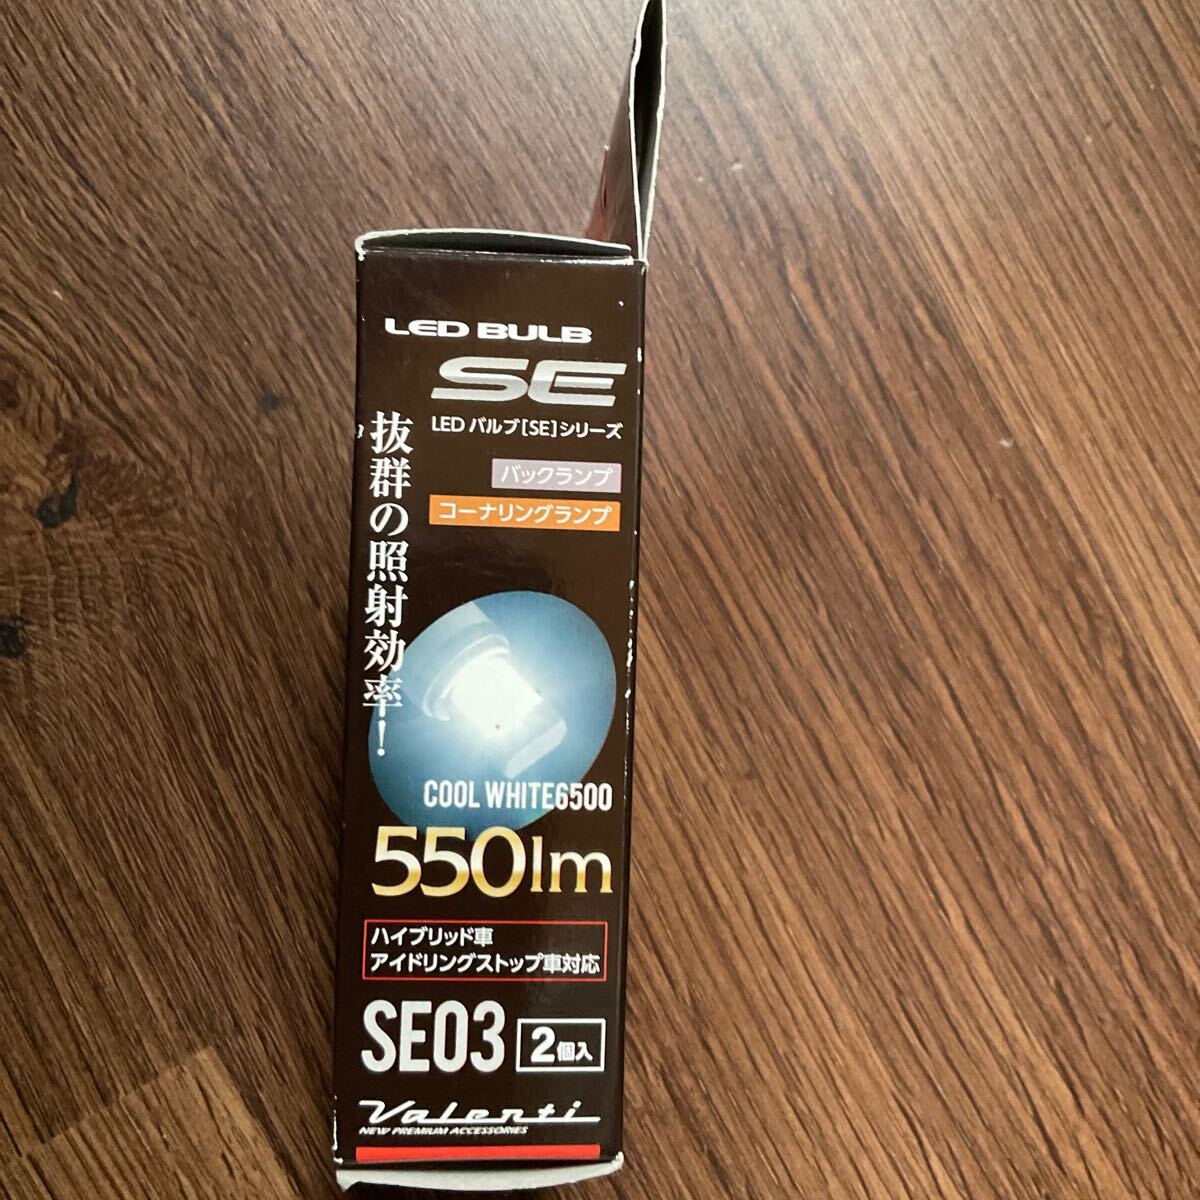 LED BULB
SE
LED バルブ[SE]シリーズ
バックランプ
コーナリングランプ
抜群の照射効率!
COOL WHITE6500
550lm
ハイブリッド車
アイドリングストップ車対応
SE03
2個入
Valenti
NEW PREMIUM ACCESSORIES